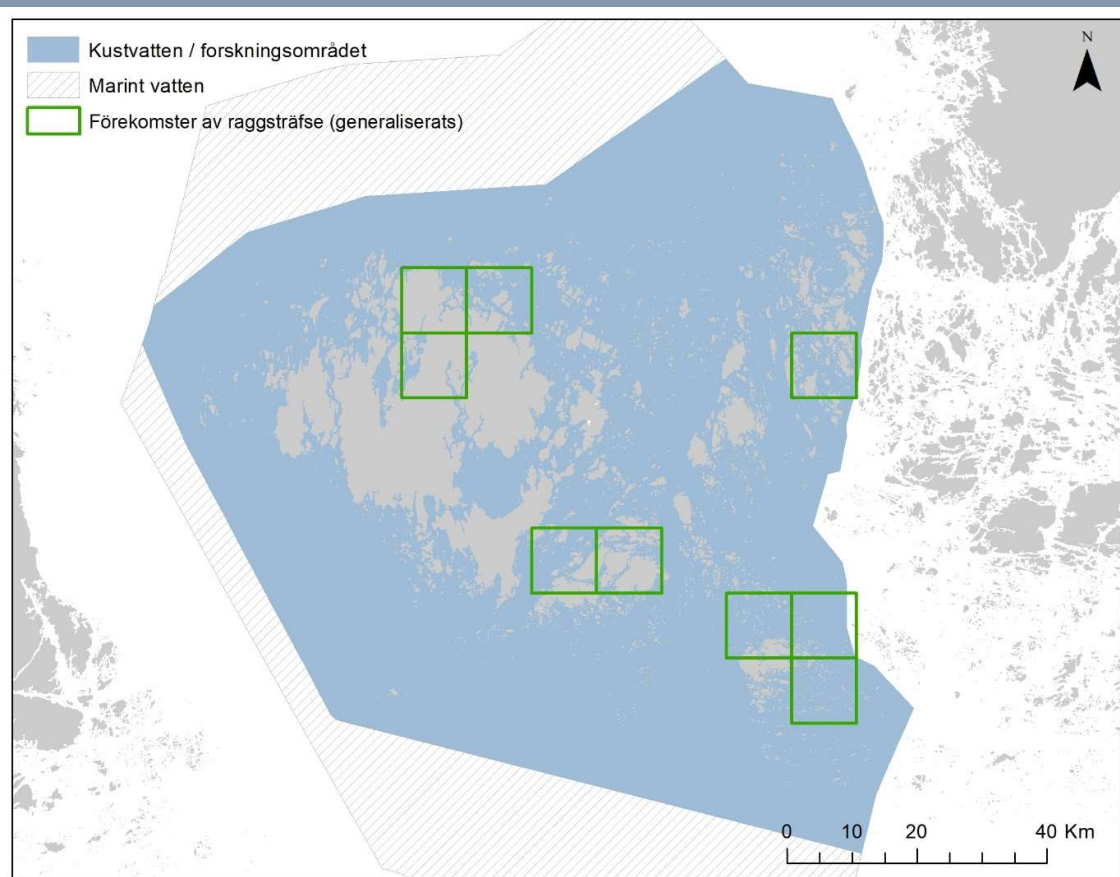 Kustvatten / forskningsområdet
Marint vatten
Förekomster av raggsträfse (generaliserats)
N
0 10 20 40 Km